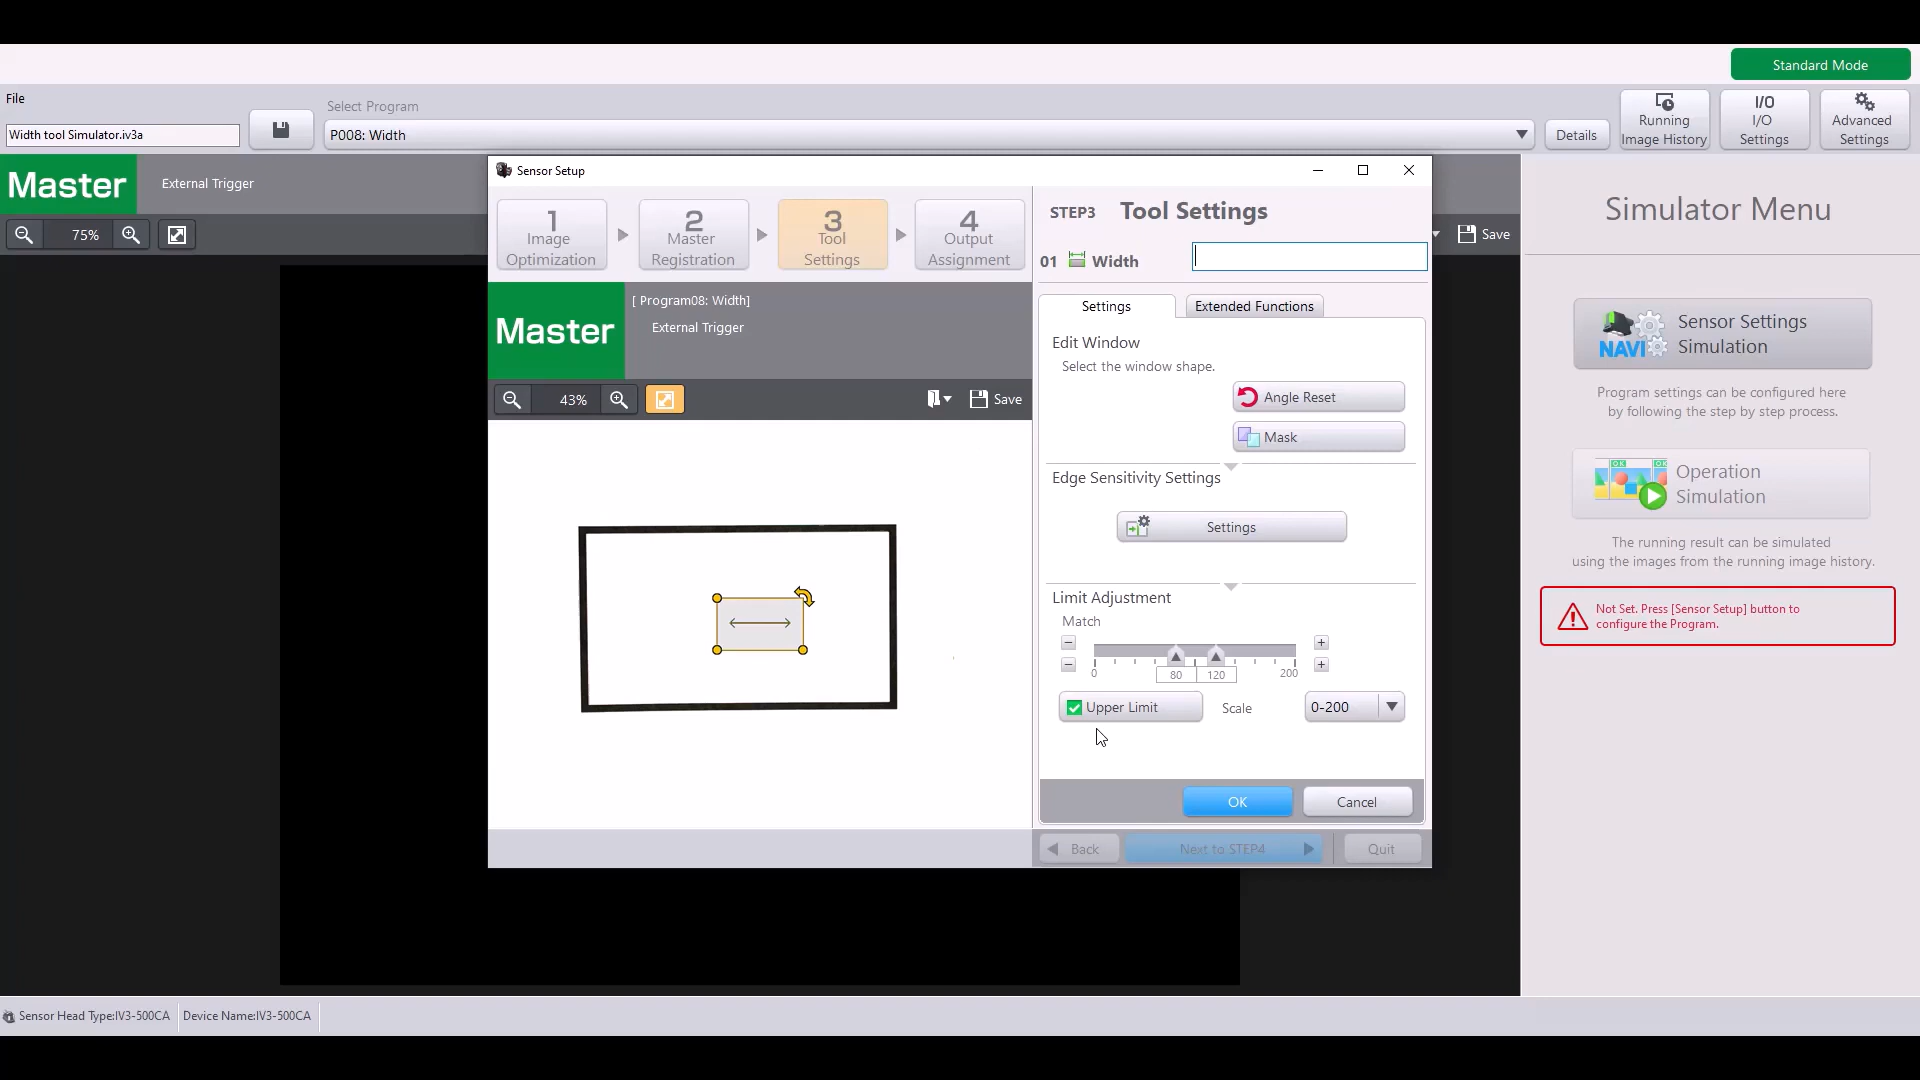 Standard Mode
File
Select Program
Width tool Simulator.iv3a
P008: Width
Details
Running
Image History
I/O
I/O
Settings
Advanced
Settings
Master
External Trigger
75%
Save
Sensor Setup
1
Image
Optimization
2
Master
Registration
3
Tool
Settings
4
Output
Assignment
Master
[ Program08: Width]
External Trigger
43%
Save
STEP3 Tool Settings
01 Width
Settings
Extended Functions
Edit Window
Select the window shape.
Angle Reset
Mask
Edge Sensitivity Settings
Settings
Limit Adjustment
Match
0
80
120
200
Upper Limit
Scale
0-200
OK
Cancel
Back
Next to STEP4
Quit
Simulator Menu
NAVI
Sensor Settings
Simulation
Program settings can be configured here
by following the step by step process.
OK
OK
Operation
Simulation
The running result can be simulated
using the images from the running image history.
Not Set. Press [Sensor Setup] button to
configure the Program.
Sensor Head Type:IV3-500CA
Device Name:IV3-500CA